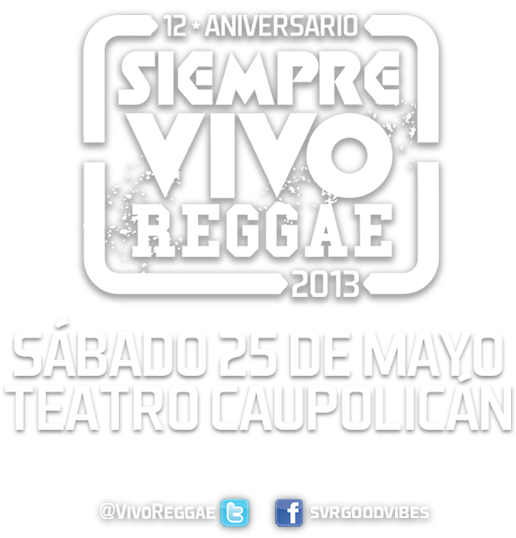 12 * ANIVERSARIO
SIEMPRE
VIVO
REGGAE
2013
SÁBADO 25 DE MAYO
TEATRO CAUPOLICÁN
@VIVOREGGAE
SVRGOODVIBES